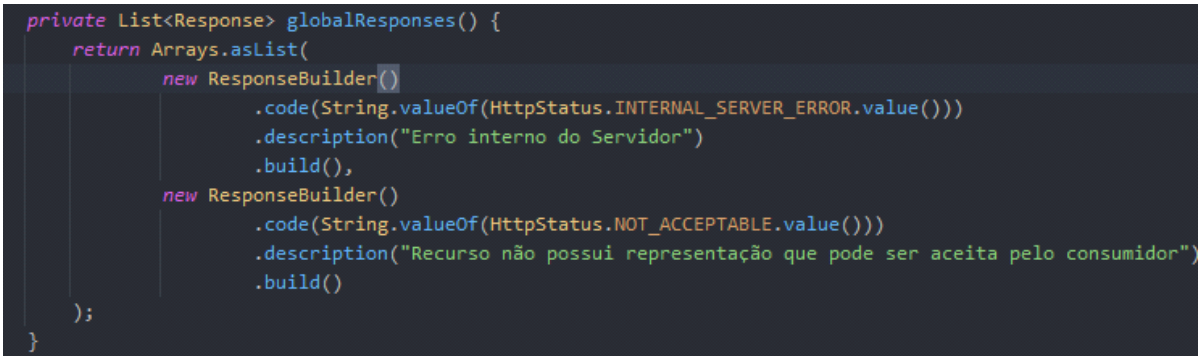 private List<Response> globalResponses() {
return Arrays.asList(
new ResponseBuilder()
.code(String.valueOf(HttpStatus.INTERNAL_SERVER_ERROR.value()))
.description("Erro interno do Servidor")
.build(),
new ResponseBuilder()
.code(String.valueOf(HttpStatus.NOT_ACCEPTABLE.value()))
.description("Recurso não possui representação que pode ser aceita pelo consumidor")
.build()
);
}